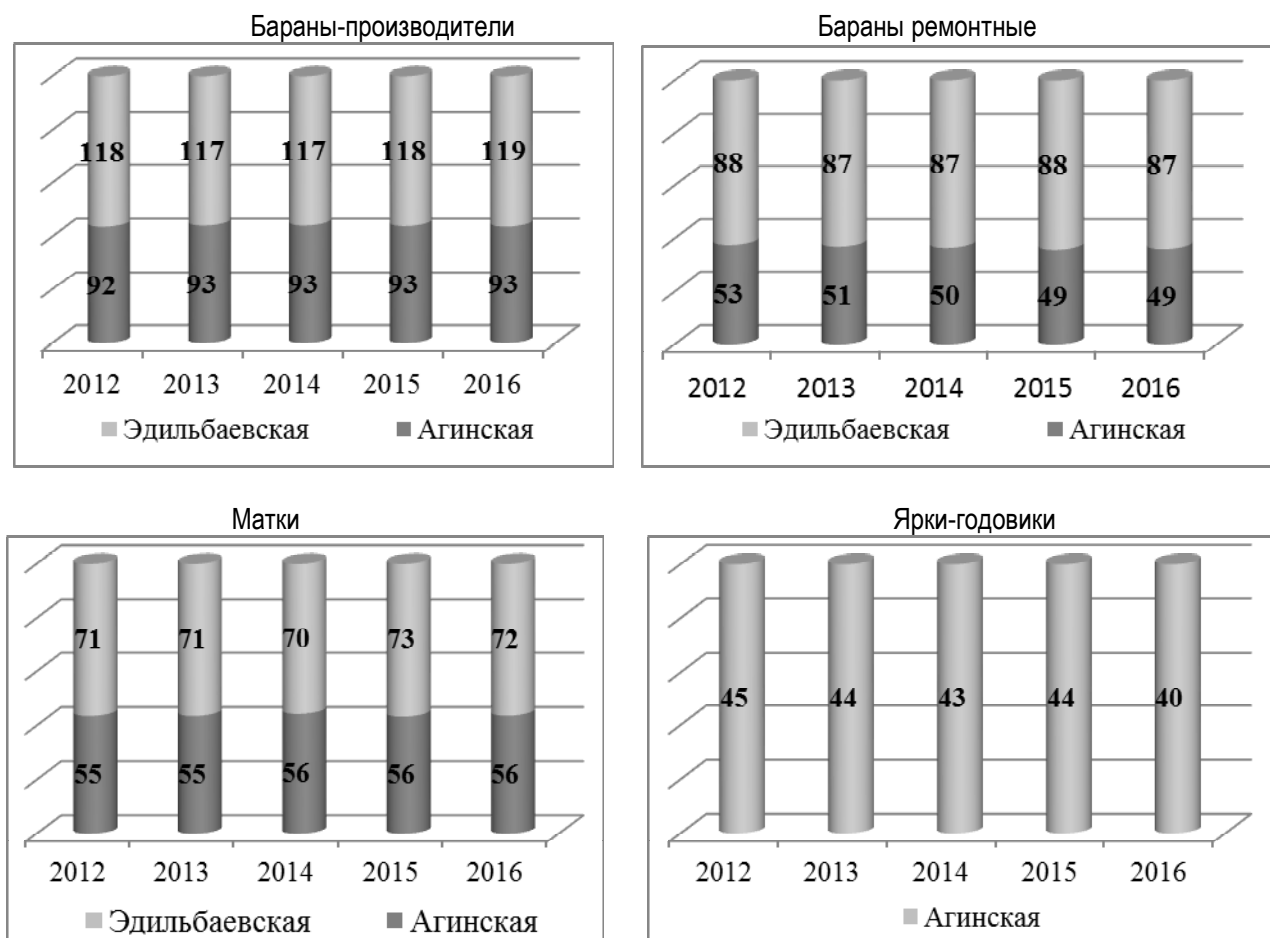 Бараны-производители
118 117 117 118 119
92 93 93 93 93
2012 2013 2014 2015 2016
Эдильбаевская Агинская
Бараны ремонтные
88 87 87 88 87
53 51 50 49 49
2012 2013 2014 2015 2016
Эдильбаевская Агинская
Матки
71 71 70 73 72
55 55 56 56 56
2012 2013 2014 2015 2016
Эдильбаевская Агинская
Ярки-годовики
45 44 43 44 40
2012 2013 2014 2015 2016
Агинская